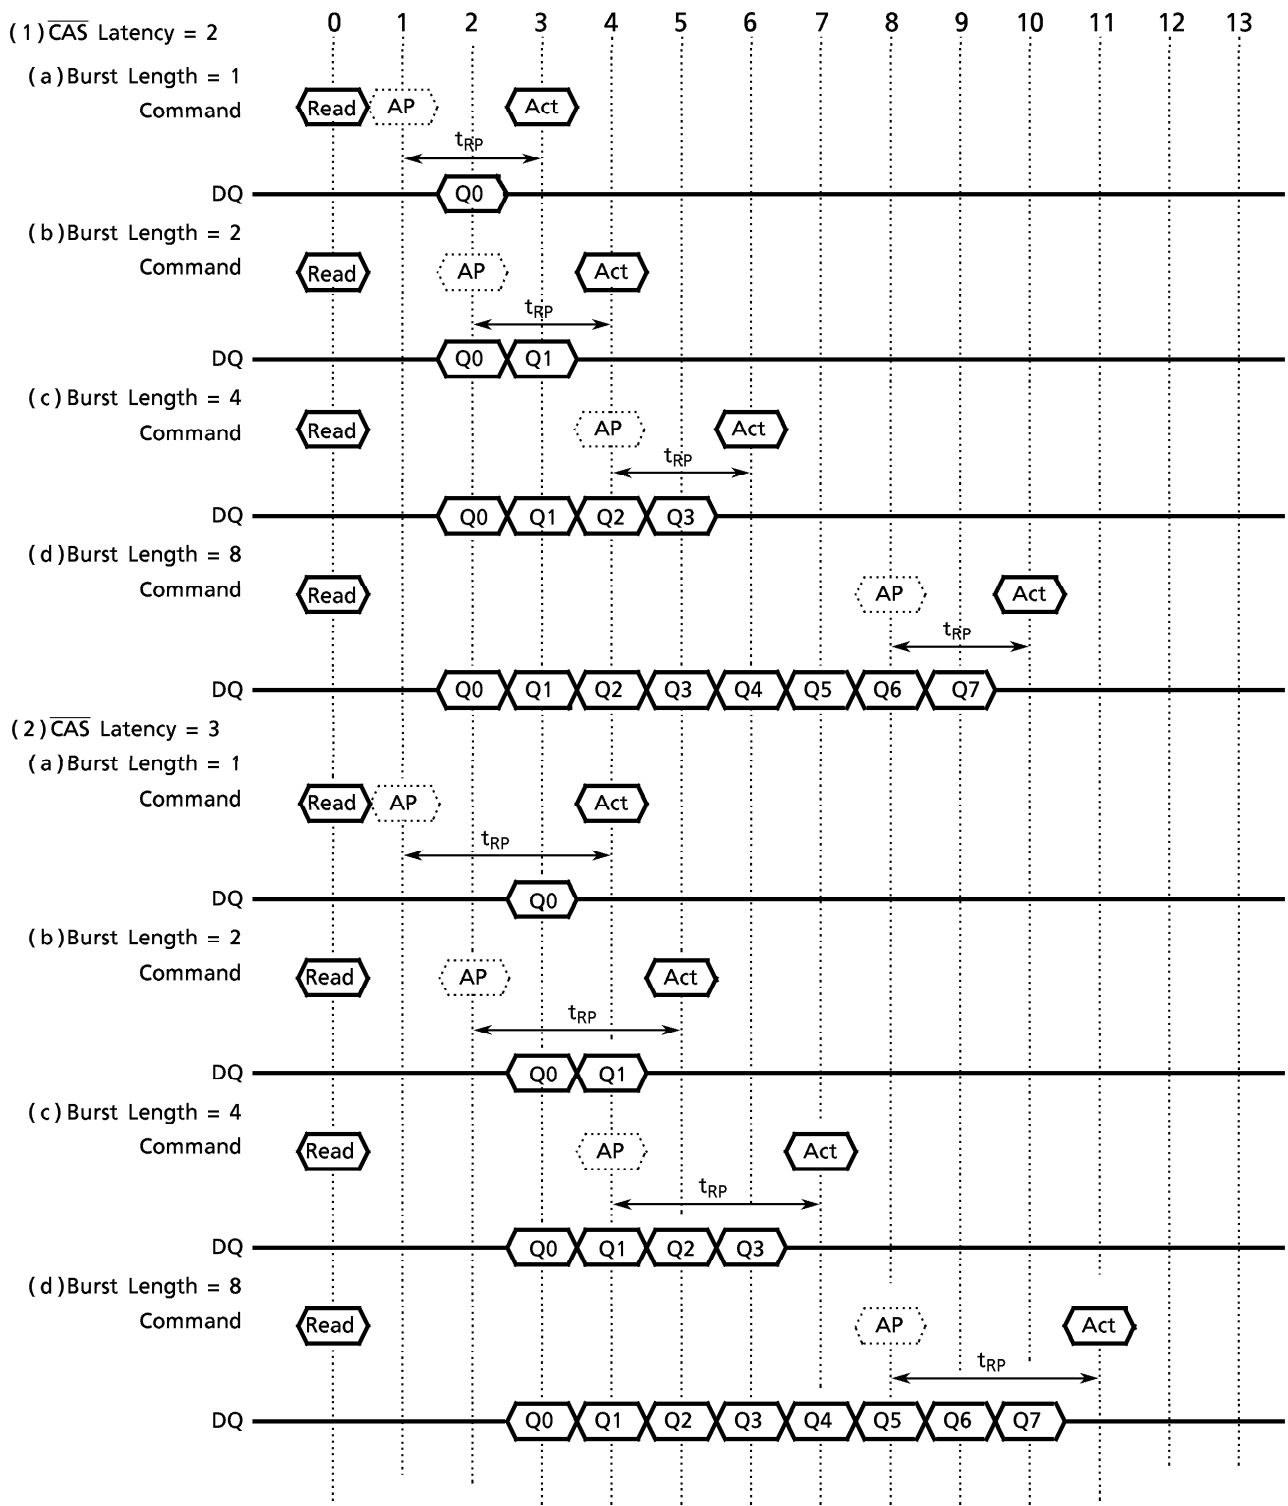 (1) C̅A̅S̅ Latency = 2 0 1 2 3 4 5 6 7 8 9 10 11 12 13
(a) Burst Length = 1
Command Read AP Act
tRP
DQ Q0
(b) Burst Length = 2
Command Read AP Act
tRP
DQ Q0 Q1
(c) Burst Length = 4
Command Read AP Act
tRP
DQ Q0 Q1 Q2 Q3
(d) Burst Length = 8
Command Read AP Act
tRP
DQ Q0 Q1 Q2 Q3 Q4 Q5 Q6 Q7
(2) C̅A̅S̅ Latency = 3
(a) Burst Length = 1
Command Read AP Act
tRP
DQ Q0
(b) Burst Length = 2
Command Read AP Act
tRP
DQ Q0 Q1
(c) Burst Length = 4
Command Read AP Act
tRP
DQ Q0 Q1 Q2 Q3
(d) Burst Length = 8
Command Read AP Act
tRP
DQ Q0 Q1 Q2 Q3 Q4 Q5 Q6 Q7